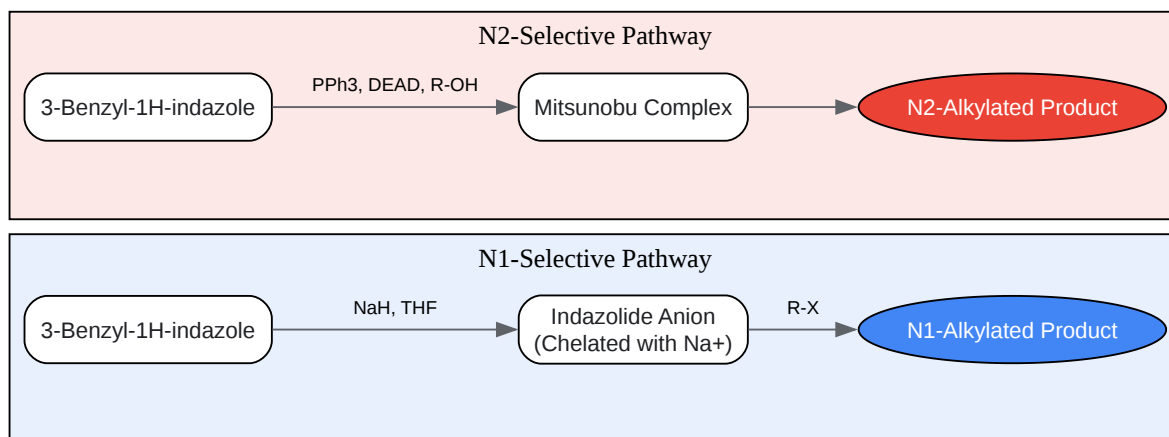 N2-Selective Pathway
3-Benzyl-1H-indazole
PPh3, DEAD, R-OH
Mitsunobu Complex
N2-Alkylated Product
N1-Selective Pathway
3-Benzyl-1H-indazole
NaH, THF
Indazolide Anion
(Chelated with Na+)
R-X
N1-Alkylated Product